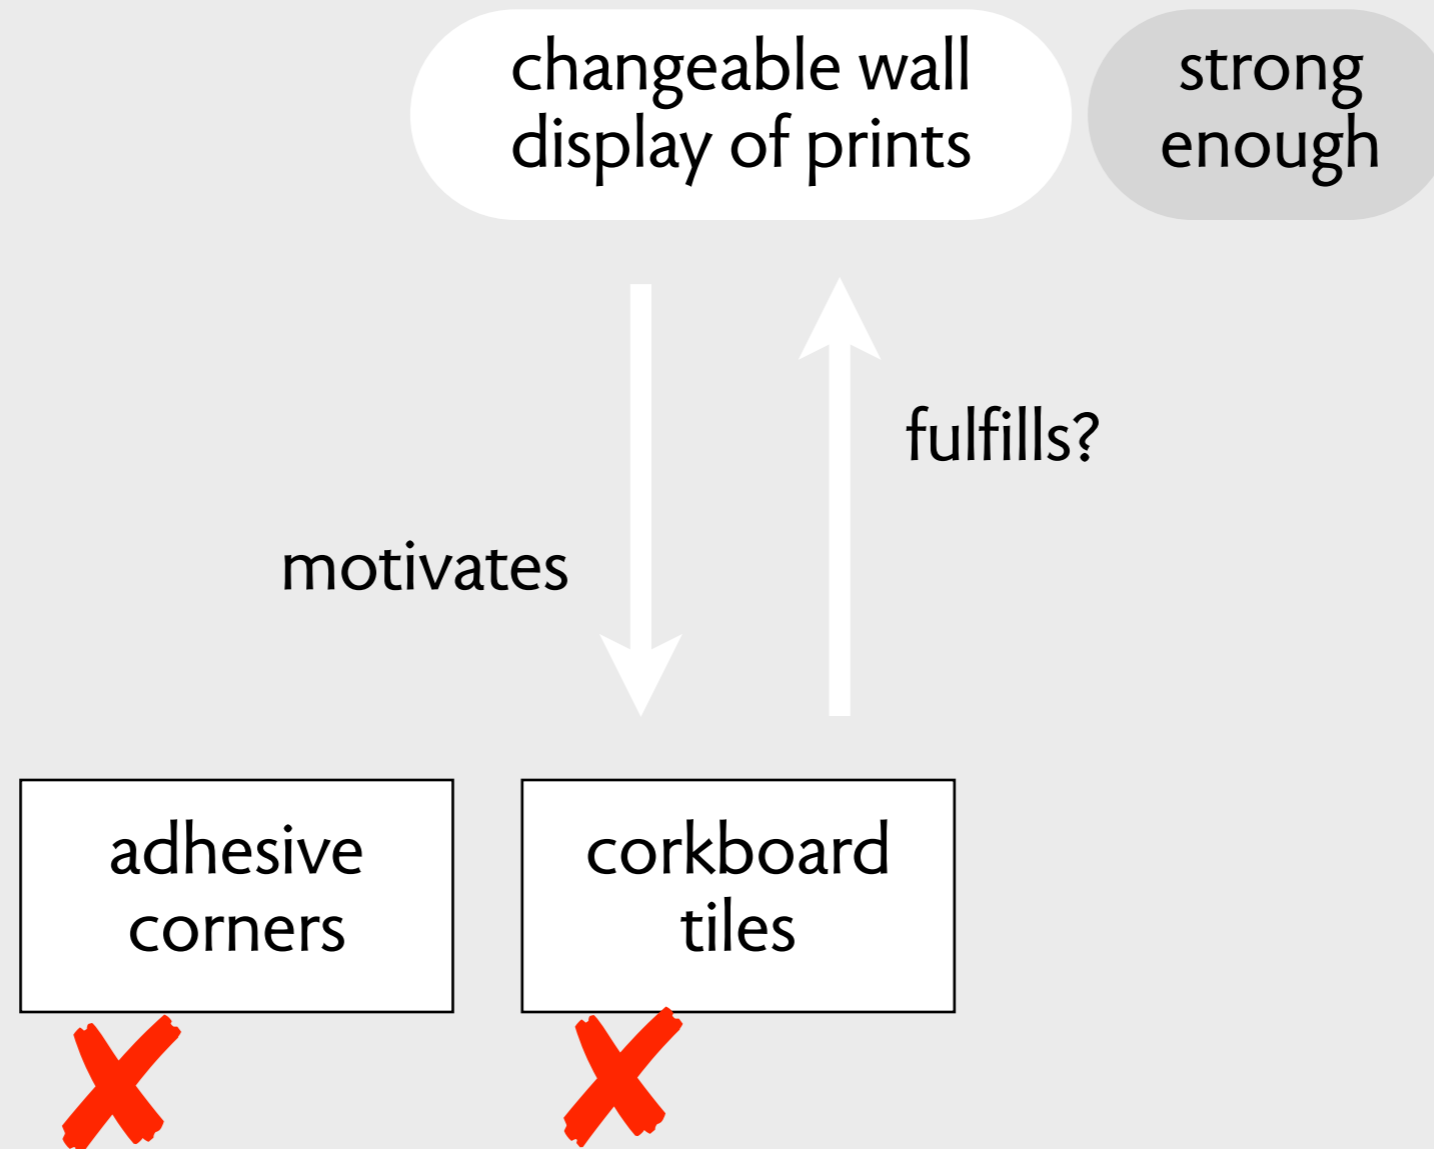 changeable wall
display of prints
strong
enough
fulfills?
motivates
adhesive
corners
corkboard
tiles